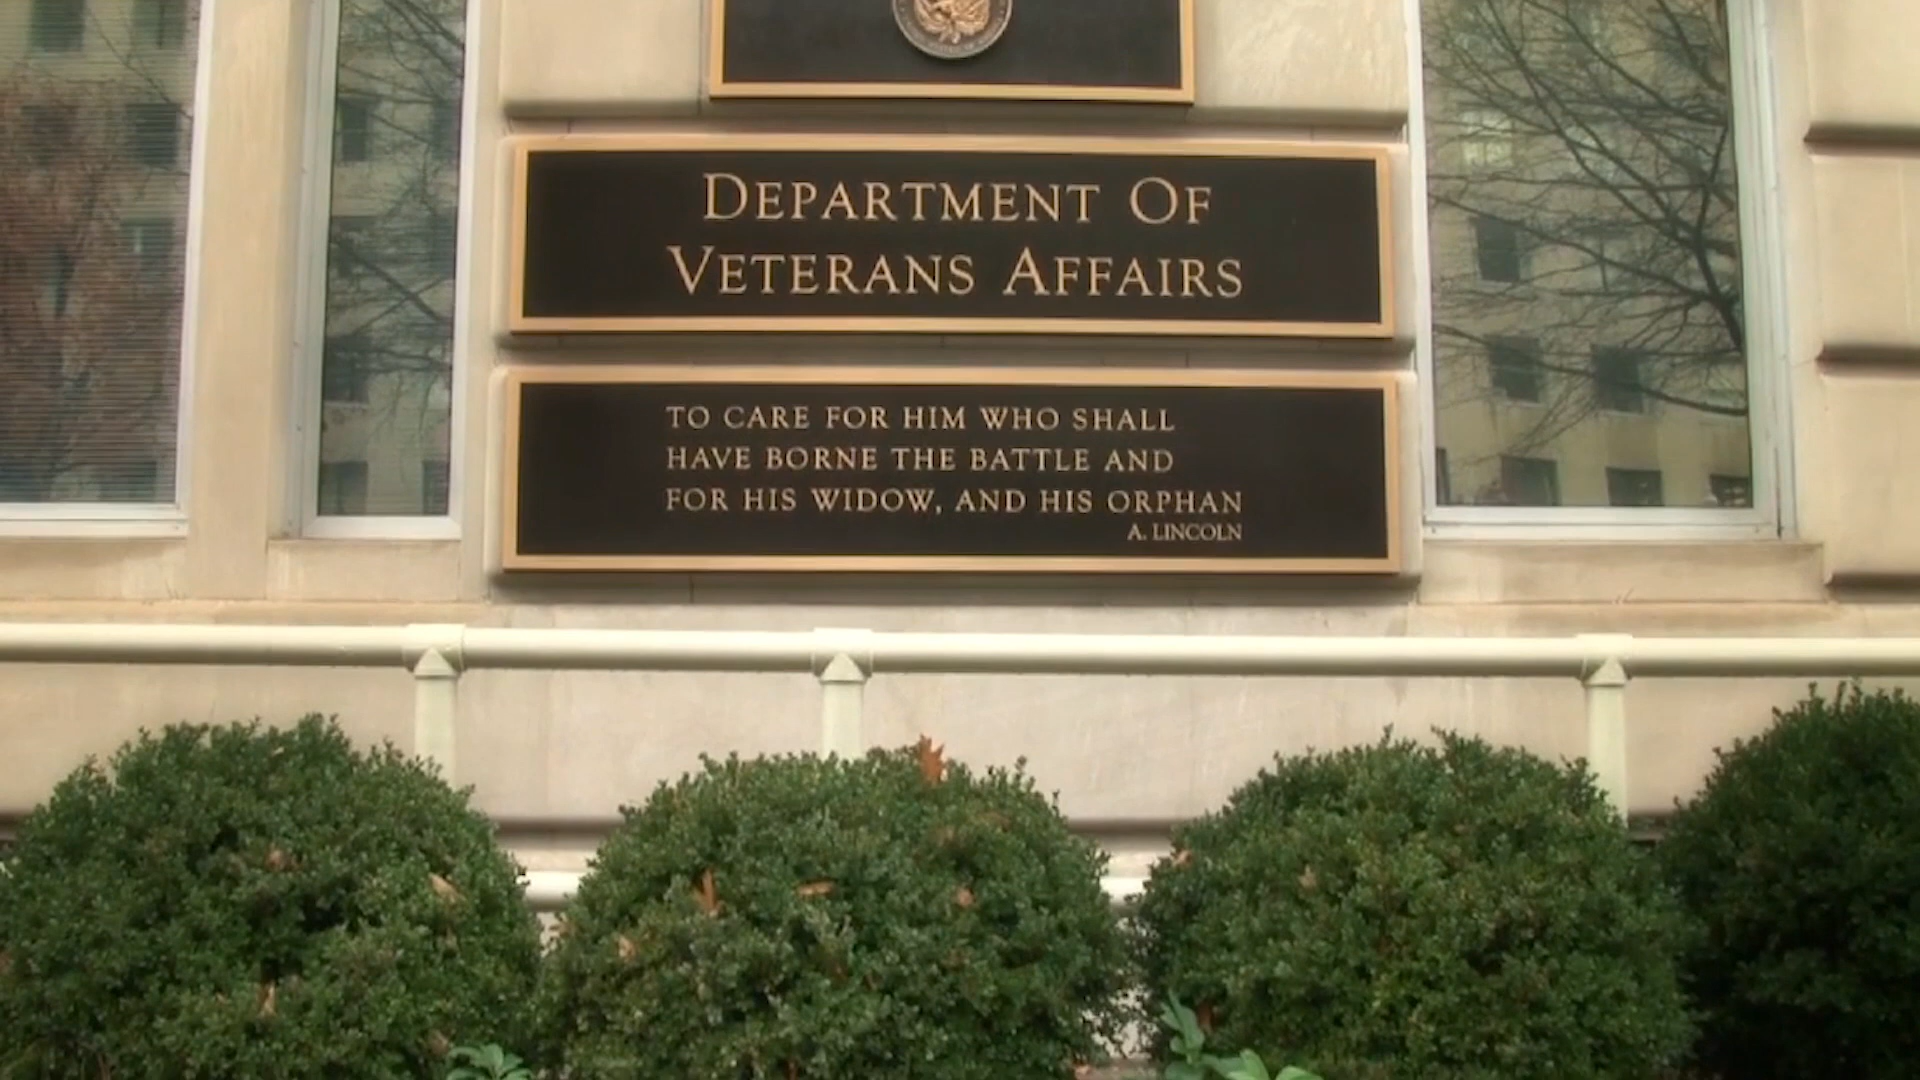 DEPARTMENT OF
VETERANS AFFAIRS
TO CARE FOR HIM WHO SHALL
HAVE BORNE THE BATTLE AND
FOR HIS WIDOW, AND HIS ORPHAN
A. LINCOLN